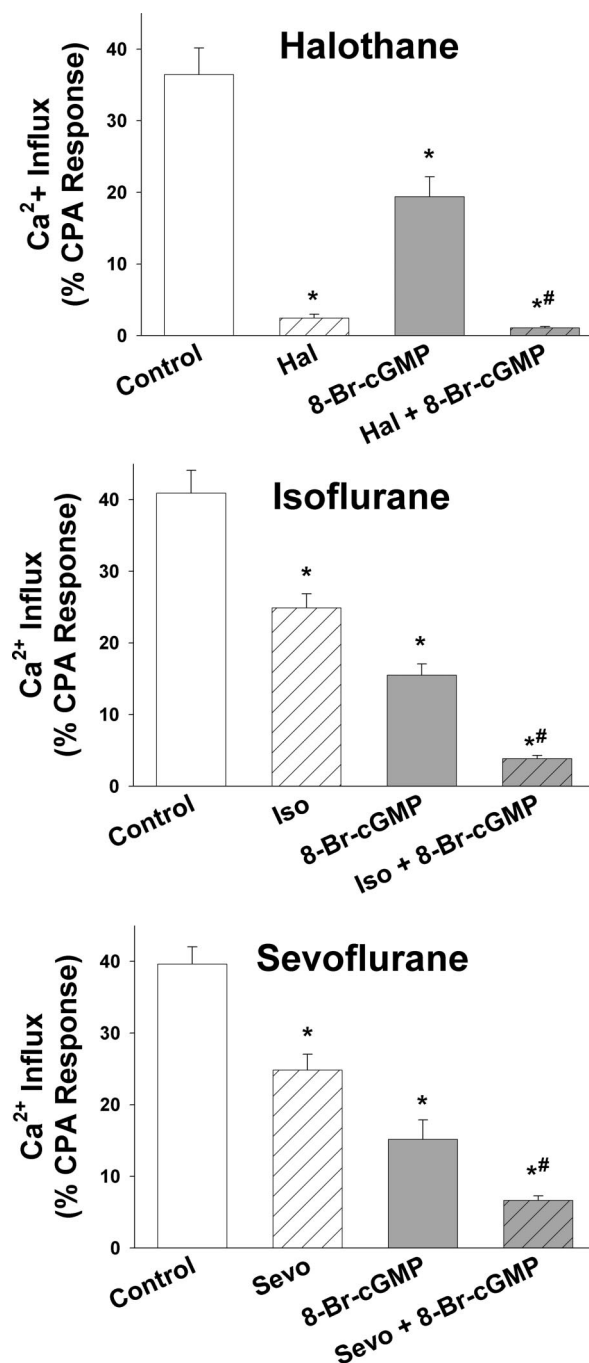 Halothane
Ca2+ Influx
(% CPA Response)
40
30
20
10
0
*
*
*#
Control
Hal
8-Br-cGMP
Hal + 8-Br-cGMP
Isoflurane
Ca2+ Influx
(% CPA Response)
40
30
20
10
0
*
*
*#
Control
Iso
8-Br-cGMP
Iso + 8-Br-cGMP
Sevoflurane
Ca2+ Influx
(% CPA Response)
40
30
20
10
0
*
*
*#
Control
Sevo
8-Br-cGMP
Sevo + 8-Br-cGMP